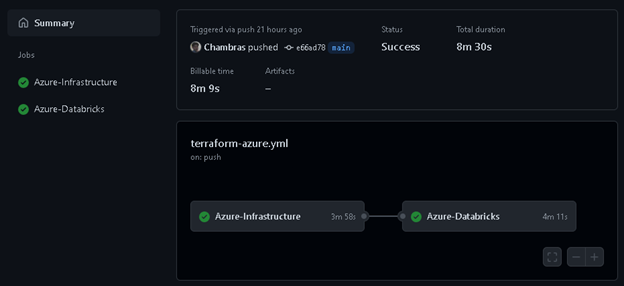 Summary
Jobs
Azure-Infrastructure
Azure-Databricks
Triggered via push 21 hours ago
Chambras pushed e66ad78 main
Status
Success
Total duration
8m 30s
Billable time
8m 9s
Artifacts
–
terraform-azure.yml
on: push
Azure-Infrastructure 3m 58s
Azure-Databricks 4m 11s